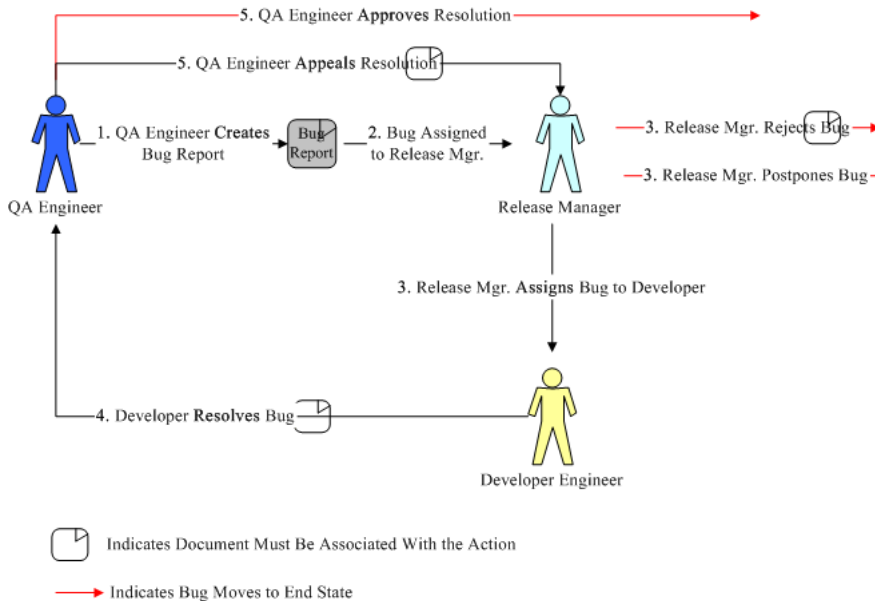 5. QA Engineer Approves Resolution
5. QA Engineer Appeals Resolution
1. QA Engineer Creates
Bug Report
Bug
Report
2. Bug Assigned
to Release Mgr.
3. Release Mgr. Rejects Bug
3. Release Mgr. Postpones Bug
QA Engineer
Release Manager
3. Release Mgr. Assigns Bug to Developer
4. Developer Resolves Bug
Developer Engineer
Indicates Document Must Be Associated With the Action
Indicates Bug Moves to End State